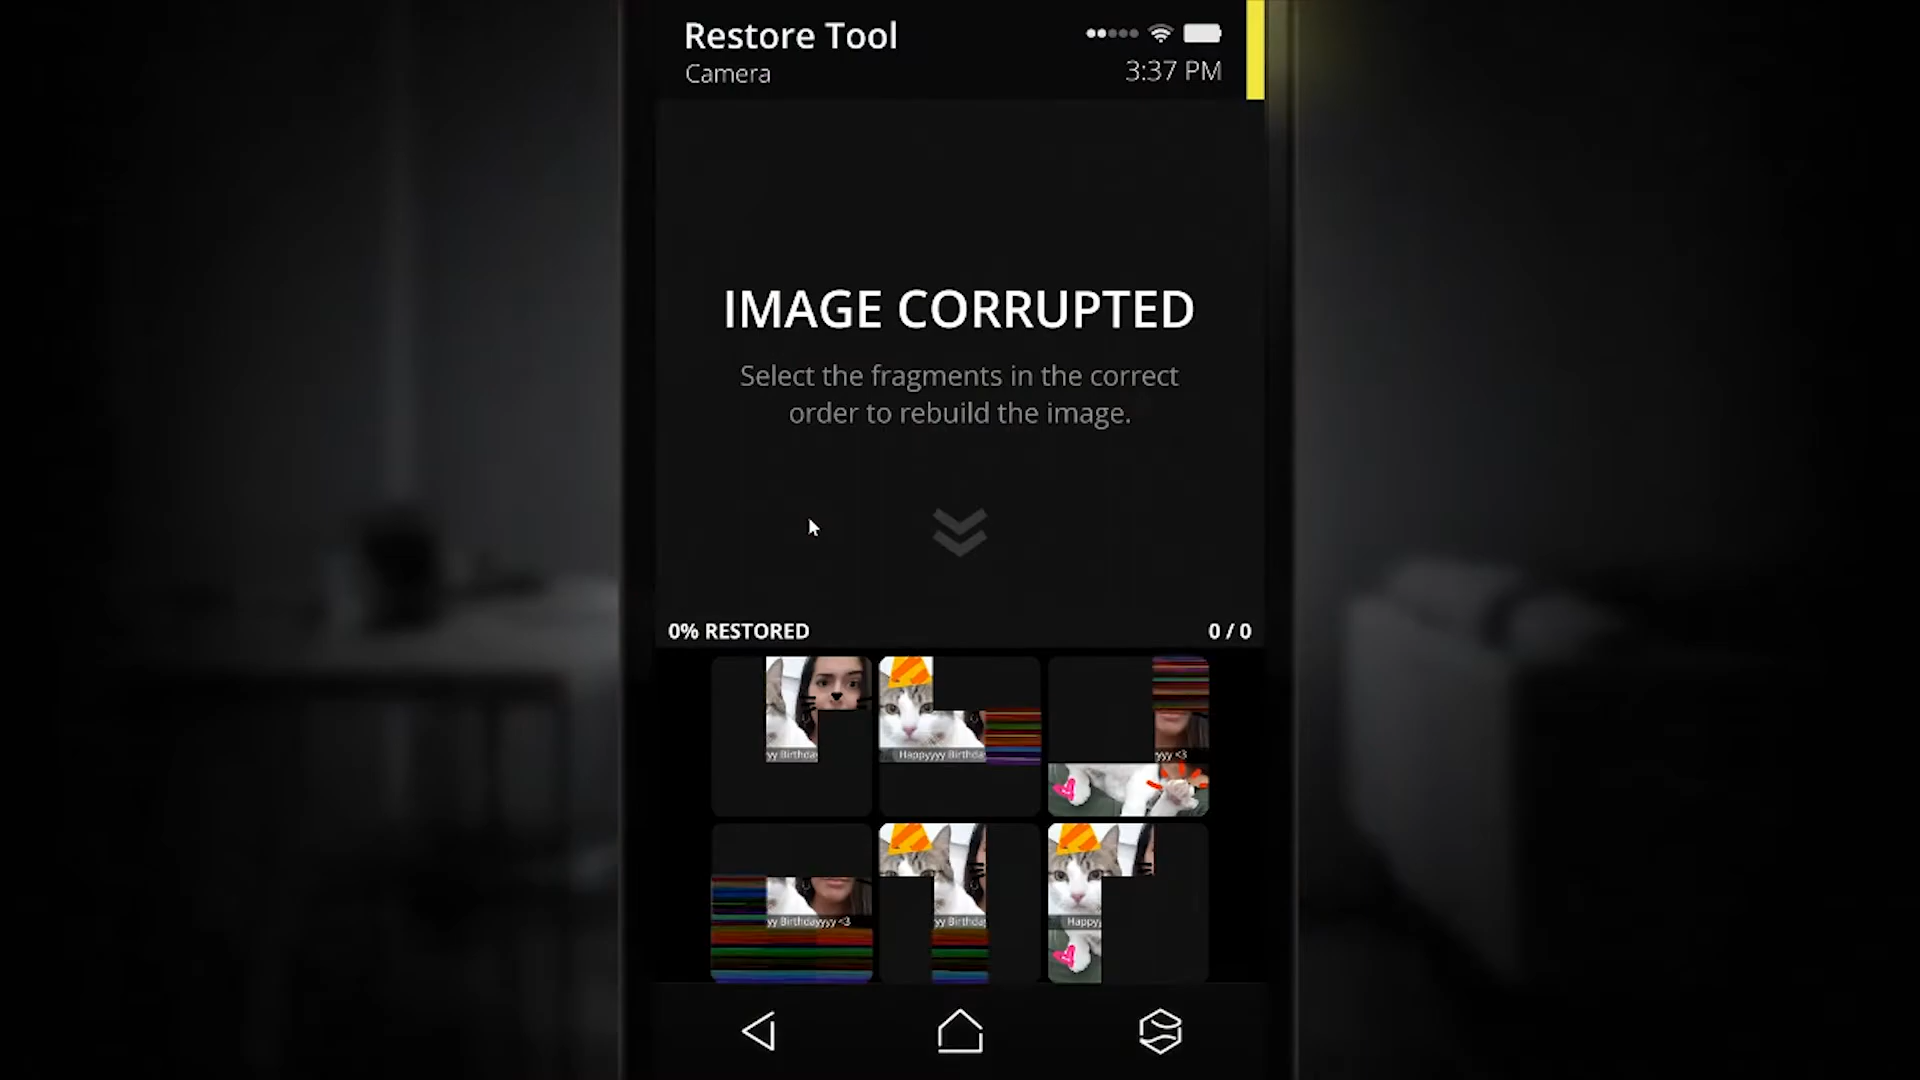 Restore Tool
Camera
3:37 PM
IMAGE CORRUPTED
Select the fragments in the correct
order to rebuild the image.
0% RESTORED
0 / 0
yy Birthda
Happyyyy Birthda
yyy <3
yy Birthdayyyy <3
yy Birthda
Happy